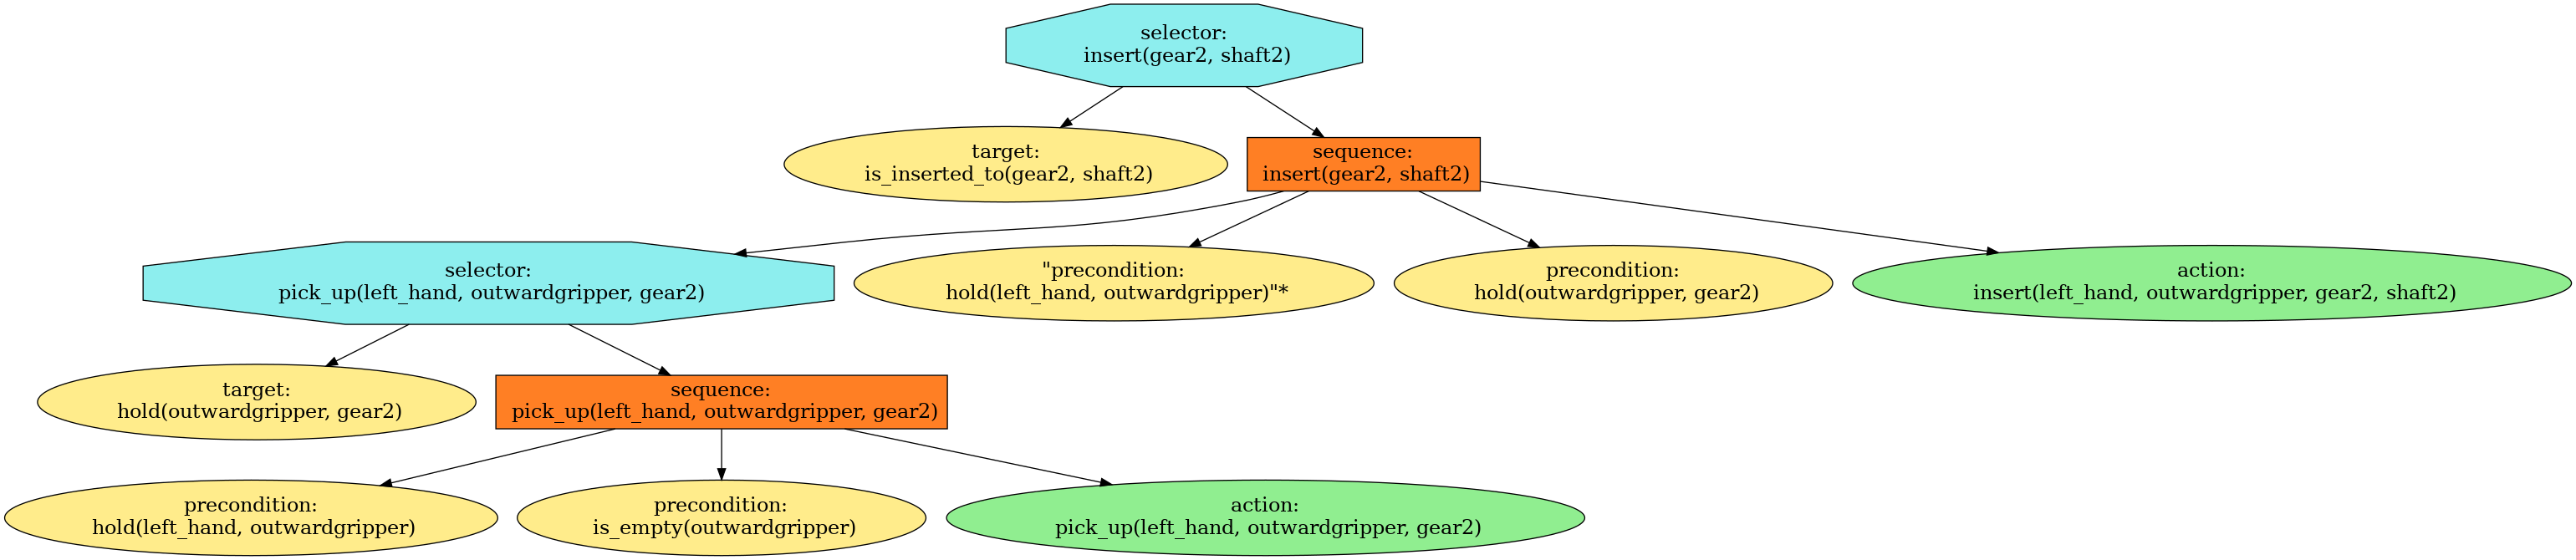 selector:
insert(gear2, shaft2)
target:
is_inserted_to(gear2, shaft2)
sequence:
insert(gear2, shaft2)
selector:
pick_up(left_hand, outwardgripper, gear2)
"precondition:
hold(left_hand, outwardgripper)"*
precondition:
hold(outwardgripper, gear2)
action:
insert(left_hand, outwardgripper, gear2, shaft2)
target:
hold(outwardgripper, gear2)
sequence:
pick_up(left_hand, outwardgripper, gear2)
precondition:
hold(left_hand, outwardgripper)
precondition:
is_empty(outwardgripper)
action:
pick_up(left_hand, outwardgripper, gear2)